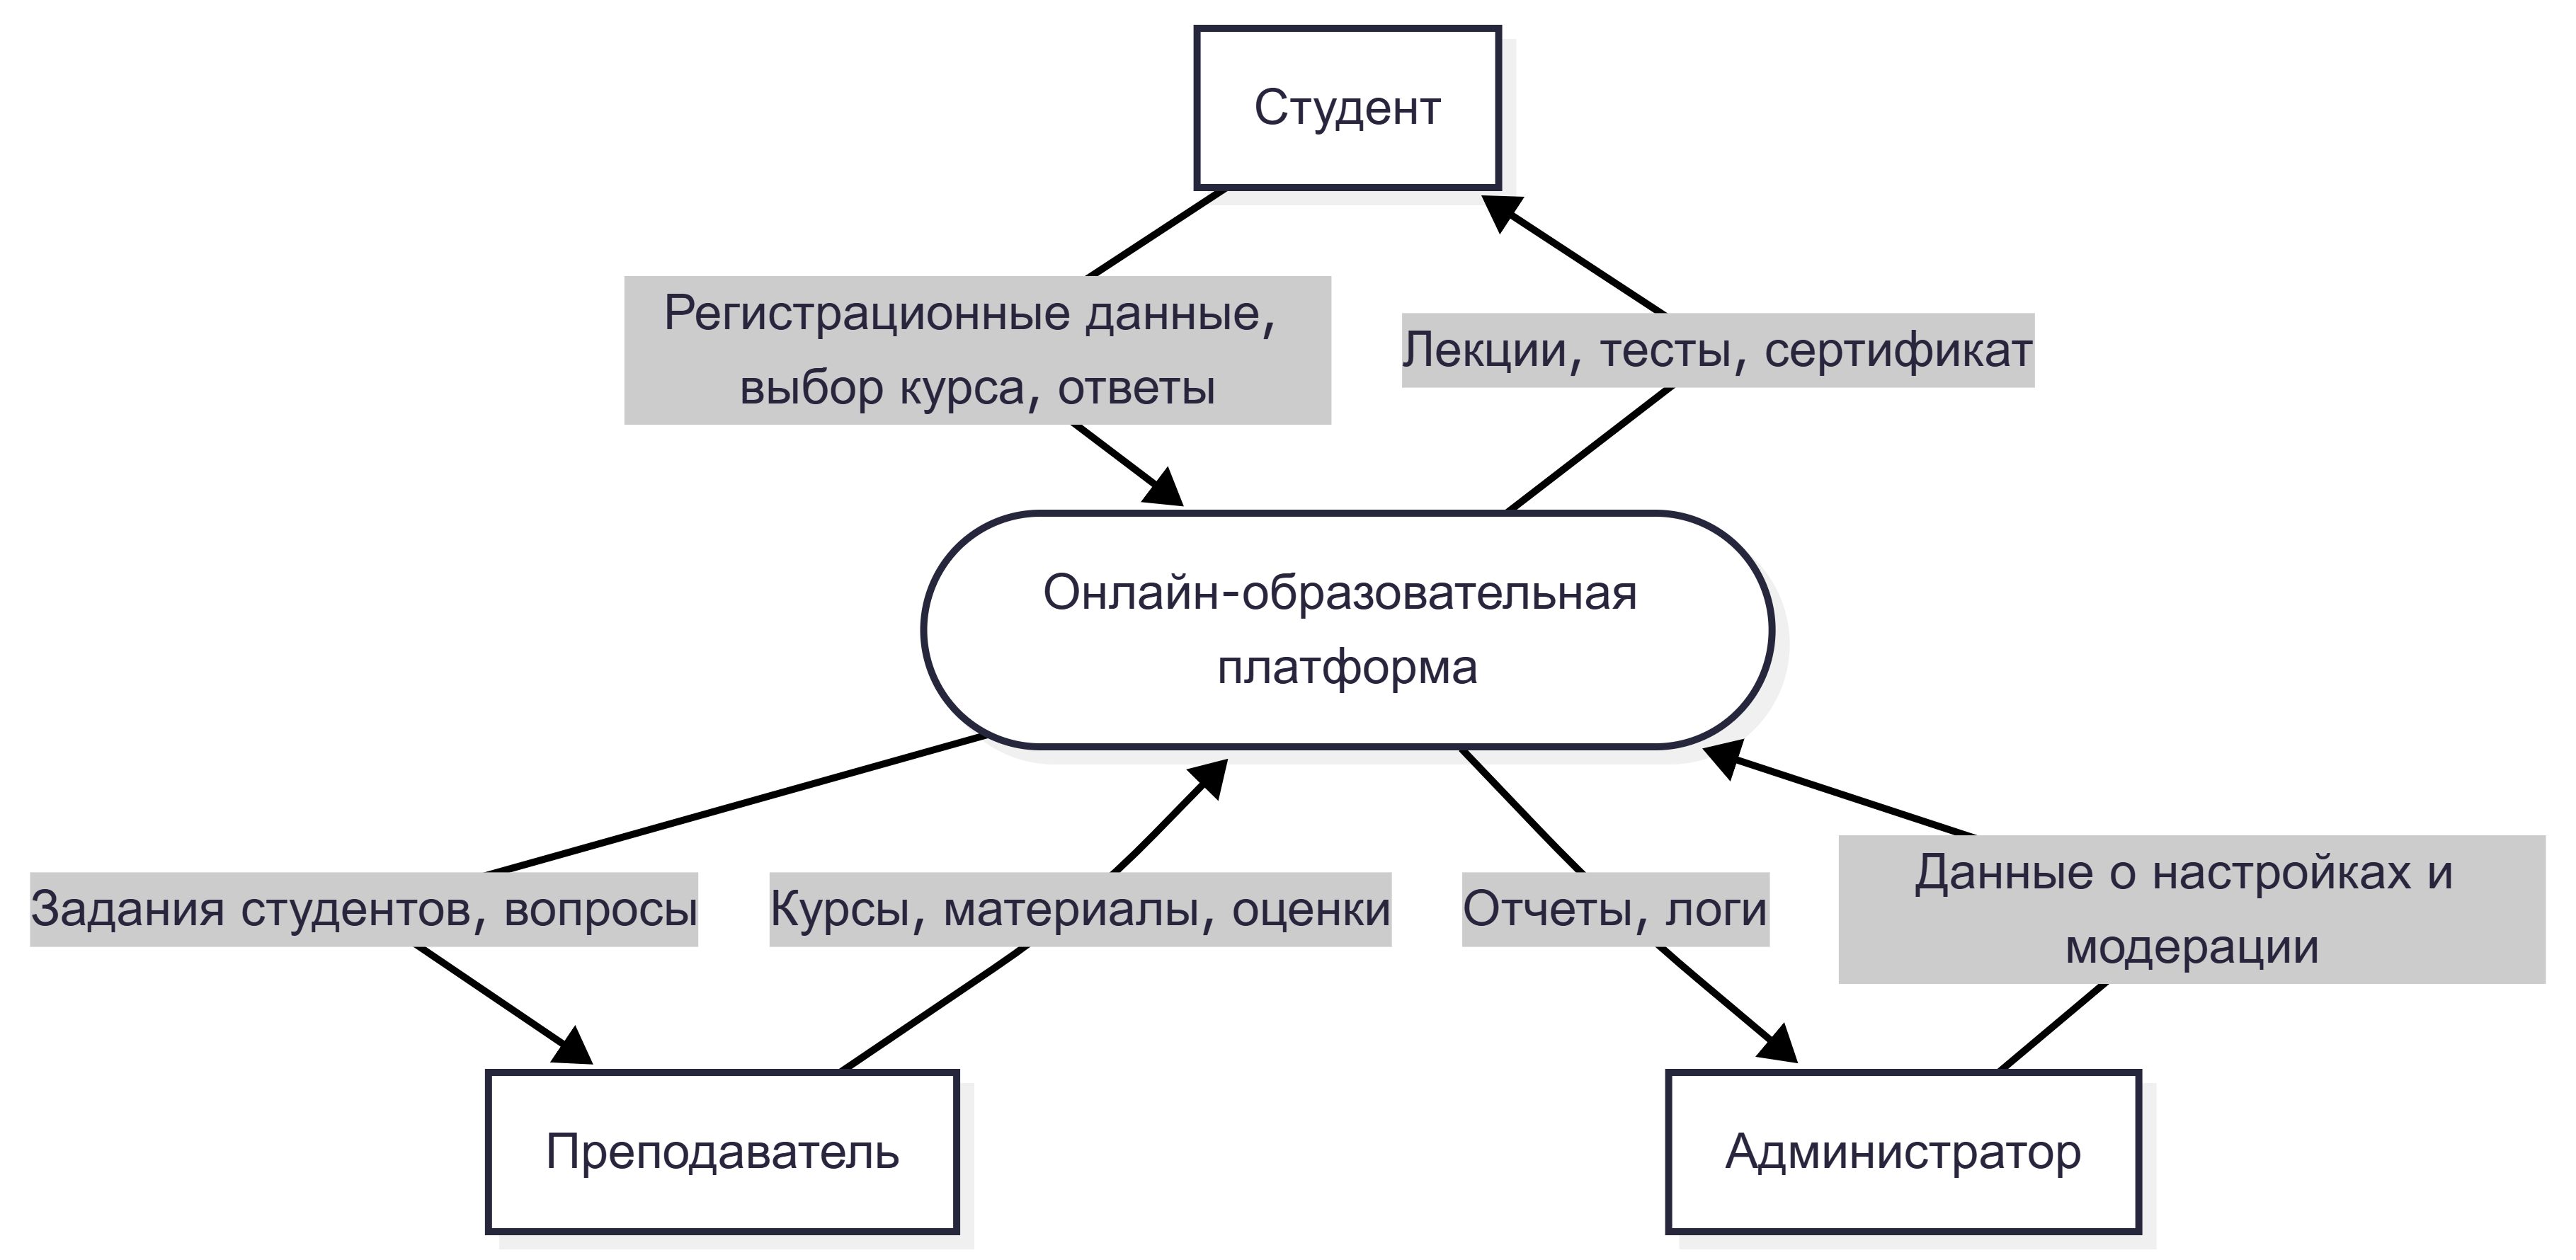 Студент
Регистрационные данные,
выбор курса, ответы
Лекции, тесты, сертификат
Онлайн-образовательная
платформа
Задания студентов, вопросы
Курсы, материалы, оценки
Отчеты, логи
Данные о настройках и
модерации
Преподаватель
Администратор